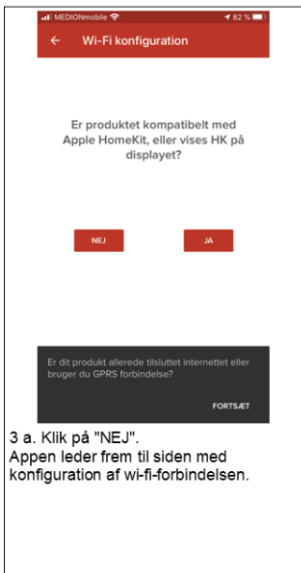 MEDIONmobile
82 %
Wi-Fi konfiguration
Er produktet kompatibelt med
Apple HomeKit, eller vises HK på
displayet?
NEJ
JA
Er dit produkt allerede tilsluttet internettet eller
bruger du GPRS forbindelse?
FORTSÆT
3 a. Klik på "NEJ".
Appen leder frem til siden med
konfiguration af wi-fi-forbindelsen.